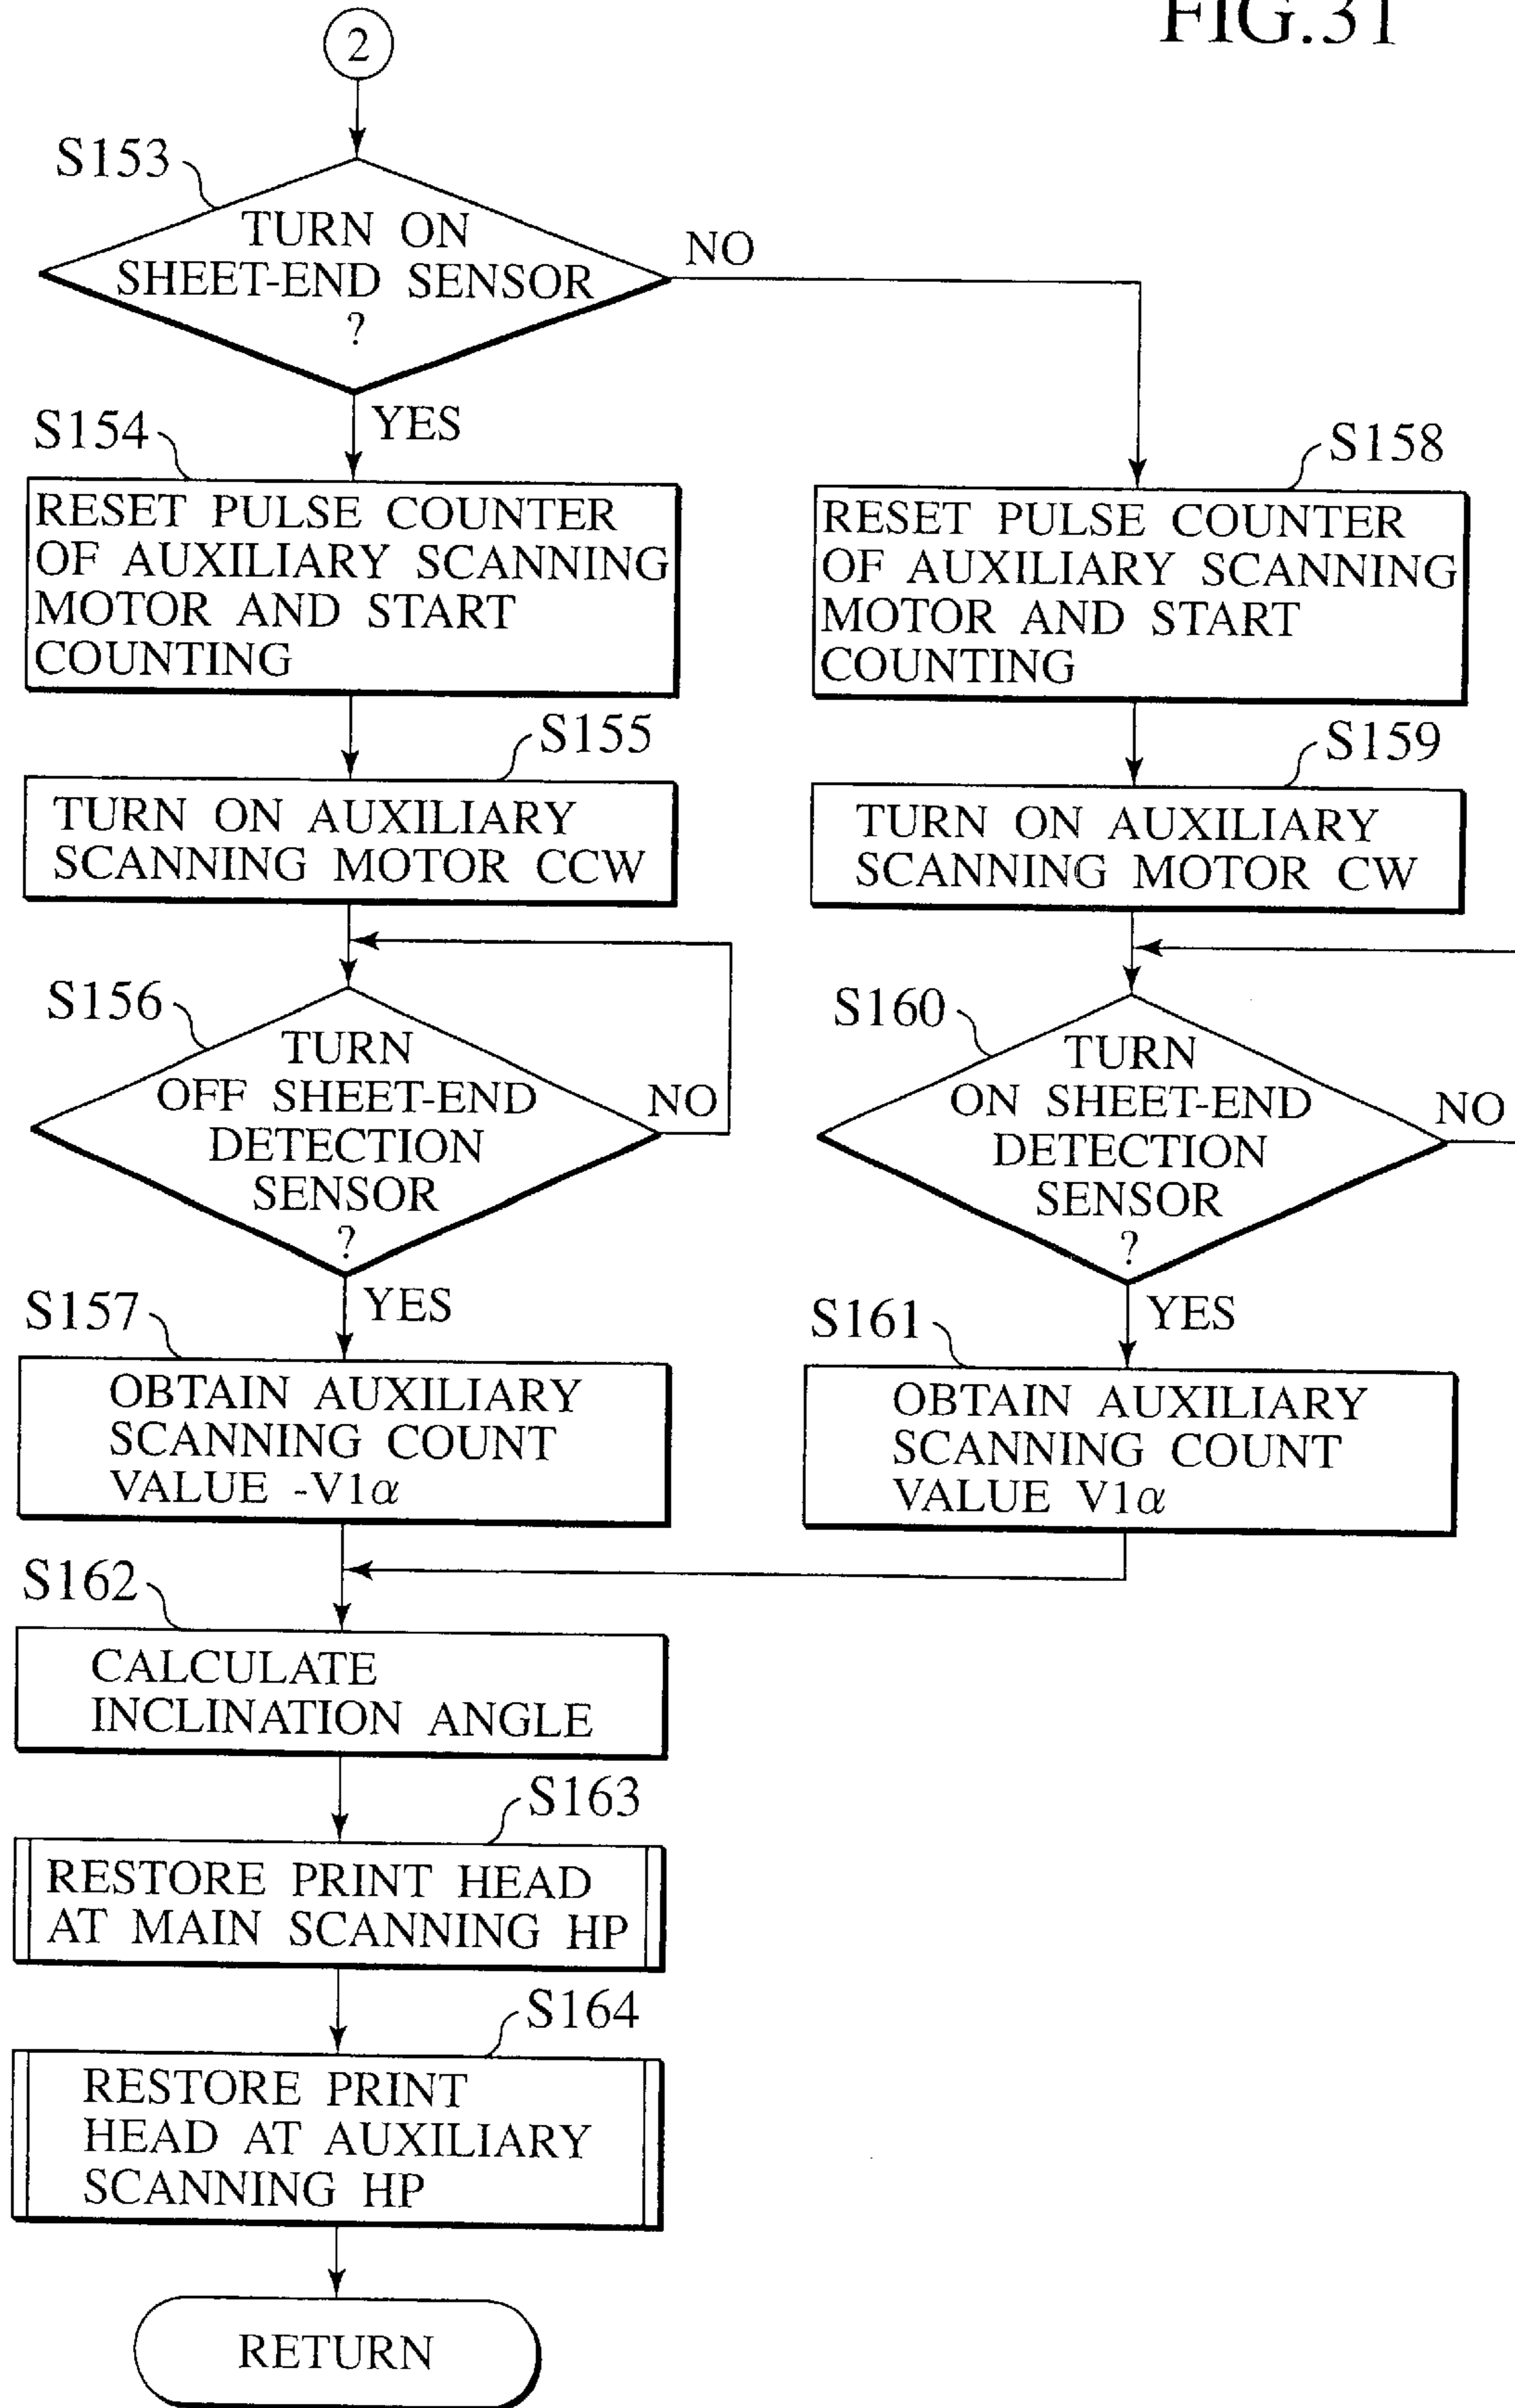 FIG.31
2
S153
TURN ON
SHEET-END SENSOR
?
NO
YES
S154
RESET PULSE COUNTER
OF AUXILIARY SCANNING
MOTOR AND START
COUNTING
S155
TURN ON AUXILIARY
SCANNING MOTOR CCW
S156
TURN
OFF SHEET-END
DETECTION
SENSOR
?
NO
YES
S157
OBTAIN AUXILIARY
SCANNING COUNT
VALUE -V1α
S158
RESET PULSE COUNTER
OF AUXILIARY SCANNING
MOTOR AND START
COUNTING
S159
TURN ON AUXILIARY
SCANNING MOTOR CW
S160
TURN
ON SHEET-END
DETECTION
SENSOR
?
NO
YES
S161
OBTAIN AUXILIARY
SCANNING COUNT
VALUE V1α
S162
CALCULATE
INCLINATION ANGLE
S163
RESTORE PRINT HEAD
AT MAIN SCANNING HP
S164
RESTORE PRINT
HEAD AT AUXILIARY
SCANNING HP
RETURN